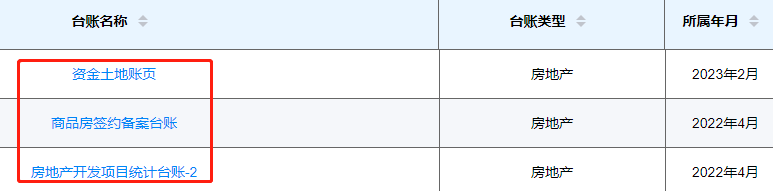 台账名称 台账类型 所属年月
资金土地账页 房地产 2023年2月
商品房签约备案台账 房地产 2022年4月
房地产开发项目统计台账-2 房地产 2022年4月